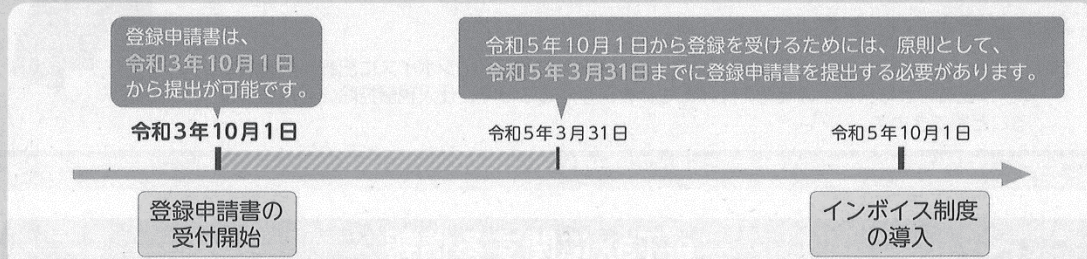 登録申請書は、
令和3年10月1日
から提出が可能です。
令和5年10月1日から登録を受けるためには、原則として、
令和5年3月31日までに登録申請書を提出する必要があります。
令和3年10月1日
令和5年3月31日
令和5年10月1日
登録申請書の
受付開始
インボイス制度
の導入